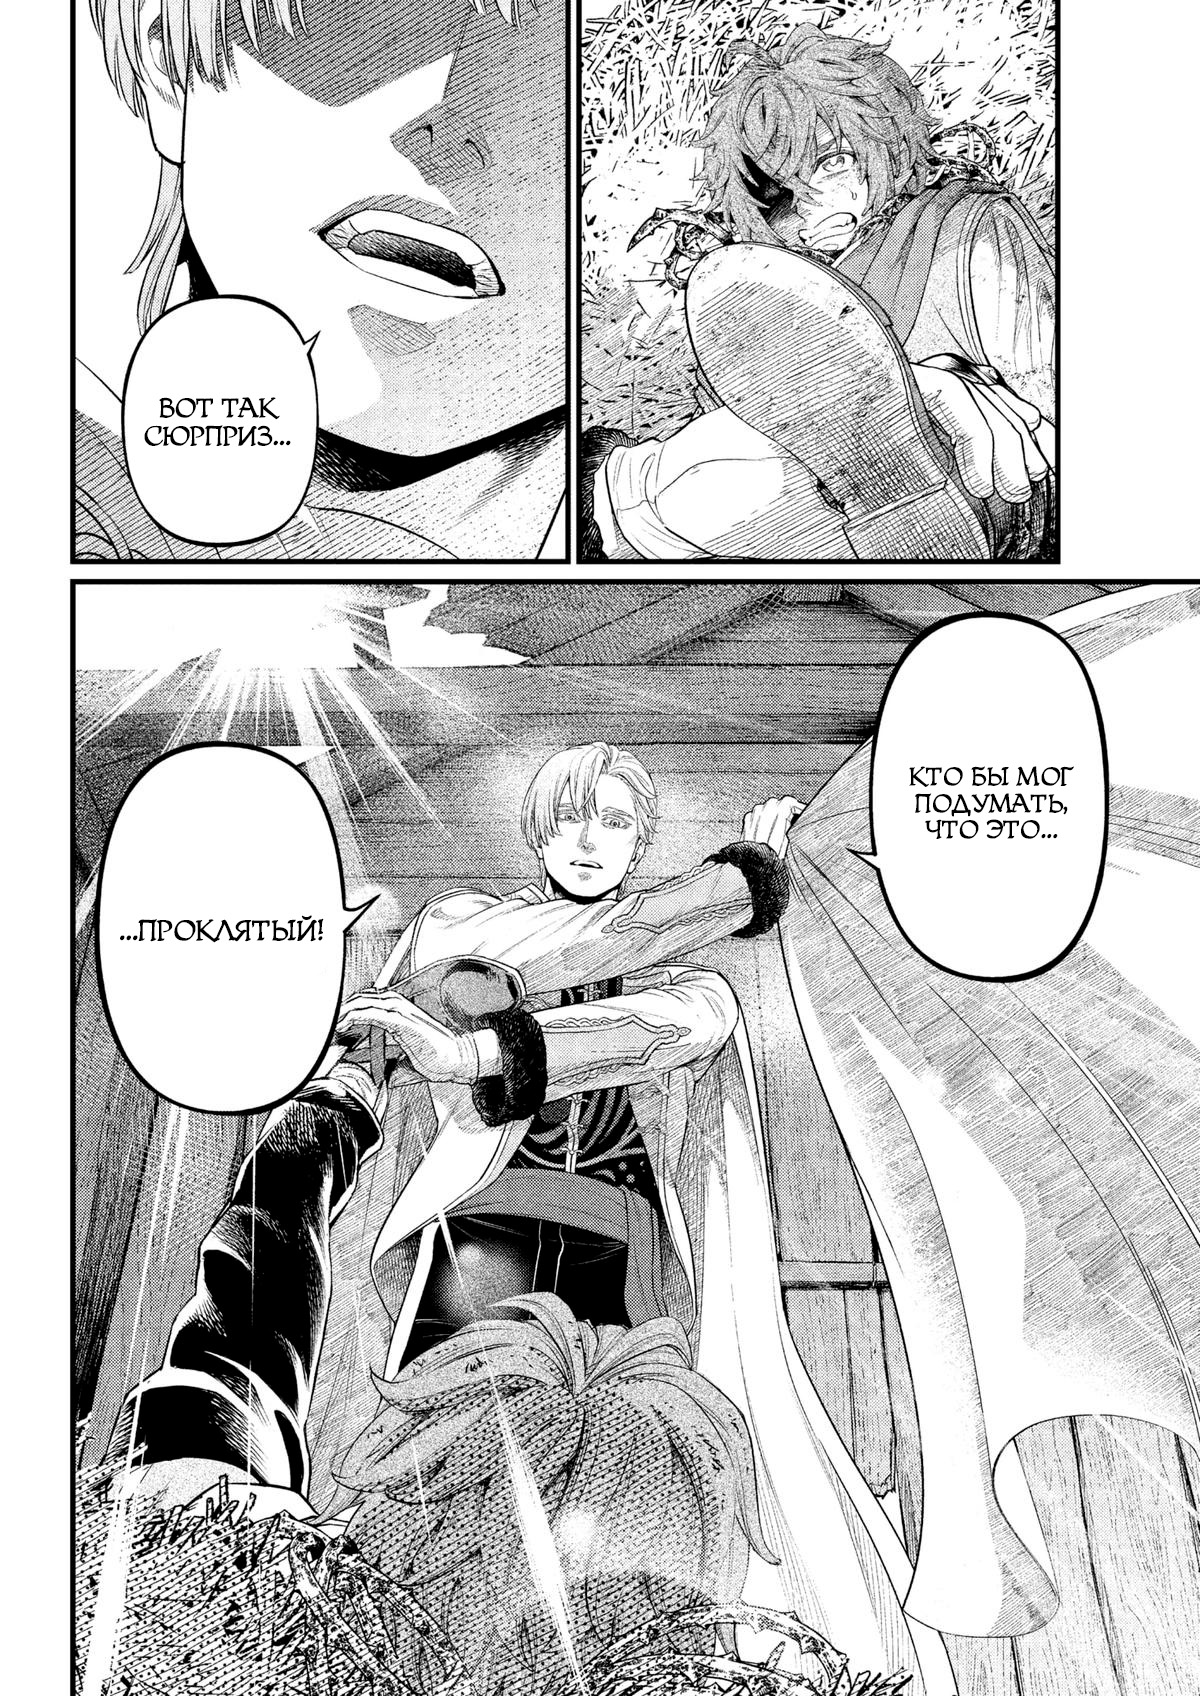 ВОТ ТАК
СЮРПРИЗ...
КТО БЫ МОГ
ПОДУМАТЬ,
ЧТО ЭТО...
...ПРОКЛЯТЫЙ!